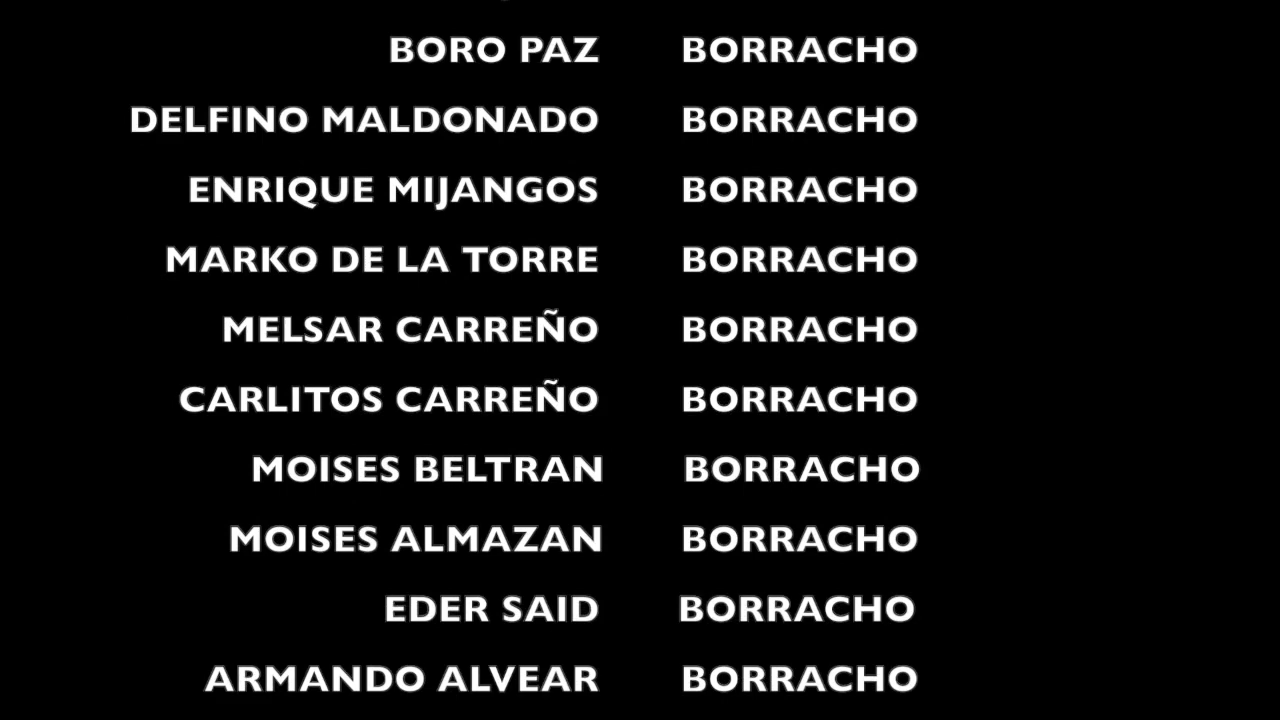 BORO PAZ BORRACHO
DELFINO MALDONADO BORRACHO
ENRIQUE MIJANGOS BORRACHO
MARKO DE LA TORRE BORRACHO
MELSAR CARREÑO BORRACHO
CARLITOS CARREÑO BORRACHO
MOISES BELTRAN BORRACHO
MOISES ALMAZAN BORRACHO
EDER SAID BORRACHO
ARMANDO ALVEAR BORRACHO